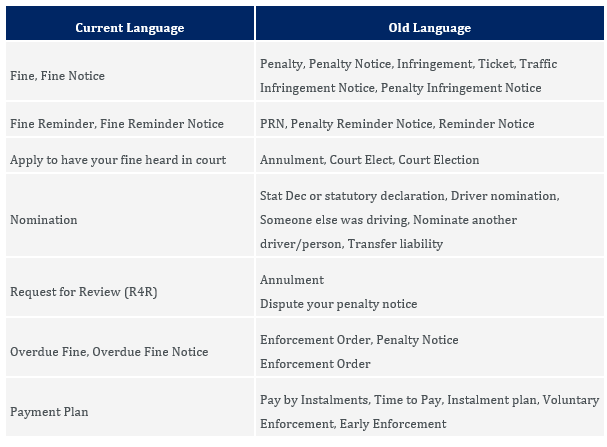 Current Language
Old Language
Fine, Fine Notice
Penalty, Penalty Notice, Infringement, Ticket, Traffic
Infringement Notice, Penalty Infringement Notice
Fine Reminder, Fine Reminder Notice
PRN, Penalty Reminder Notice, Reminder Notice
Apply to have your fine heard in court
Annulment, Court Elect, Court Election
Nomination
Stat Dec or statutory declaration, Driver nomination,
Someone else was driving, Nominate another
driver/person, Transfer liability
Request for Review (R4R)
Annulment
Dispute your penalty notice
Overdue Fine, Overdue Fine Notice
Enforcement Order, Penalty Notice
Enforcement Order
Payment Plan
Pay by Instalments, Time to Pay, Instalment plan, Voluntary
Enforcement, Early Enforcement